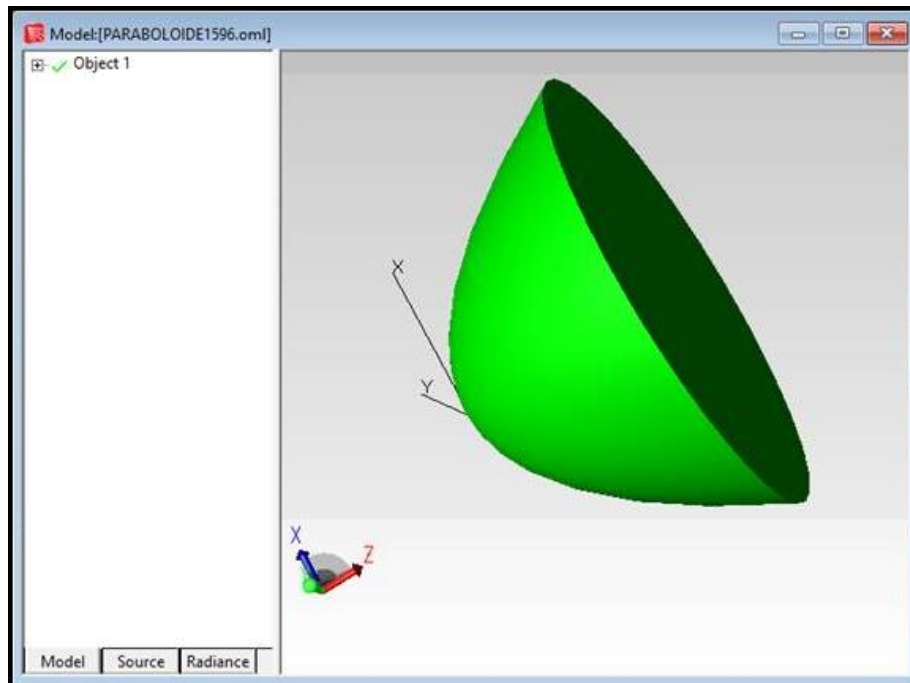 Model:[PARABOLOIDE1596.oml]
Object 1
X
Y
X
Z
Model Source Radiance